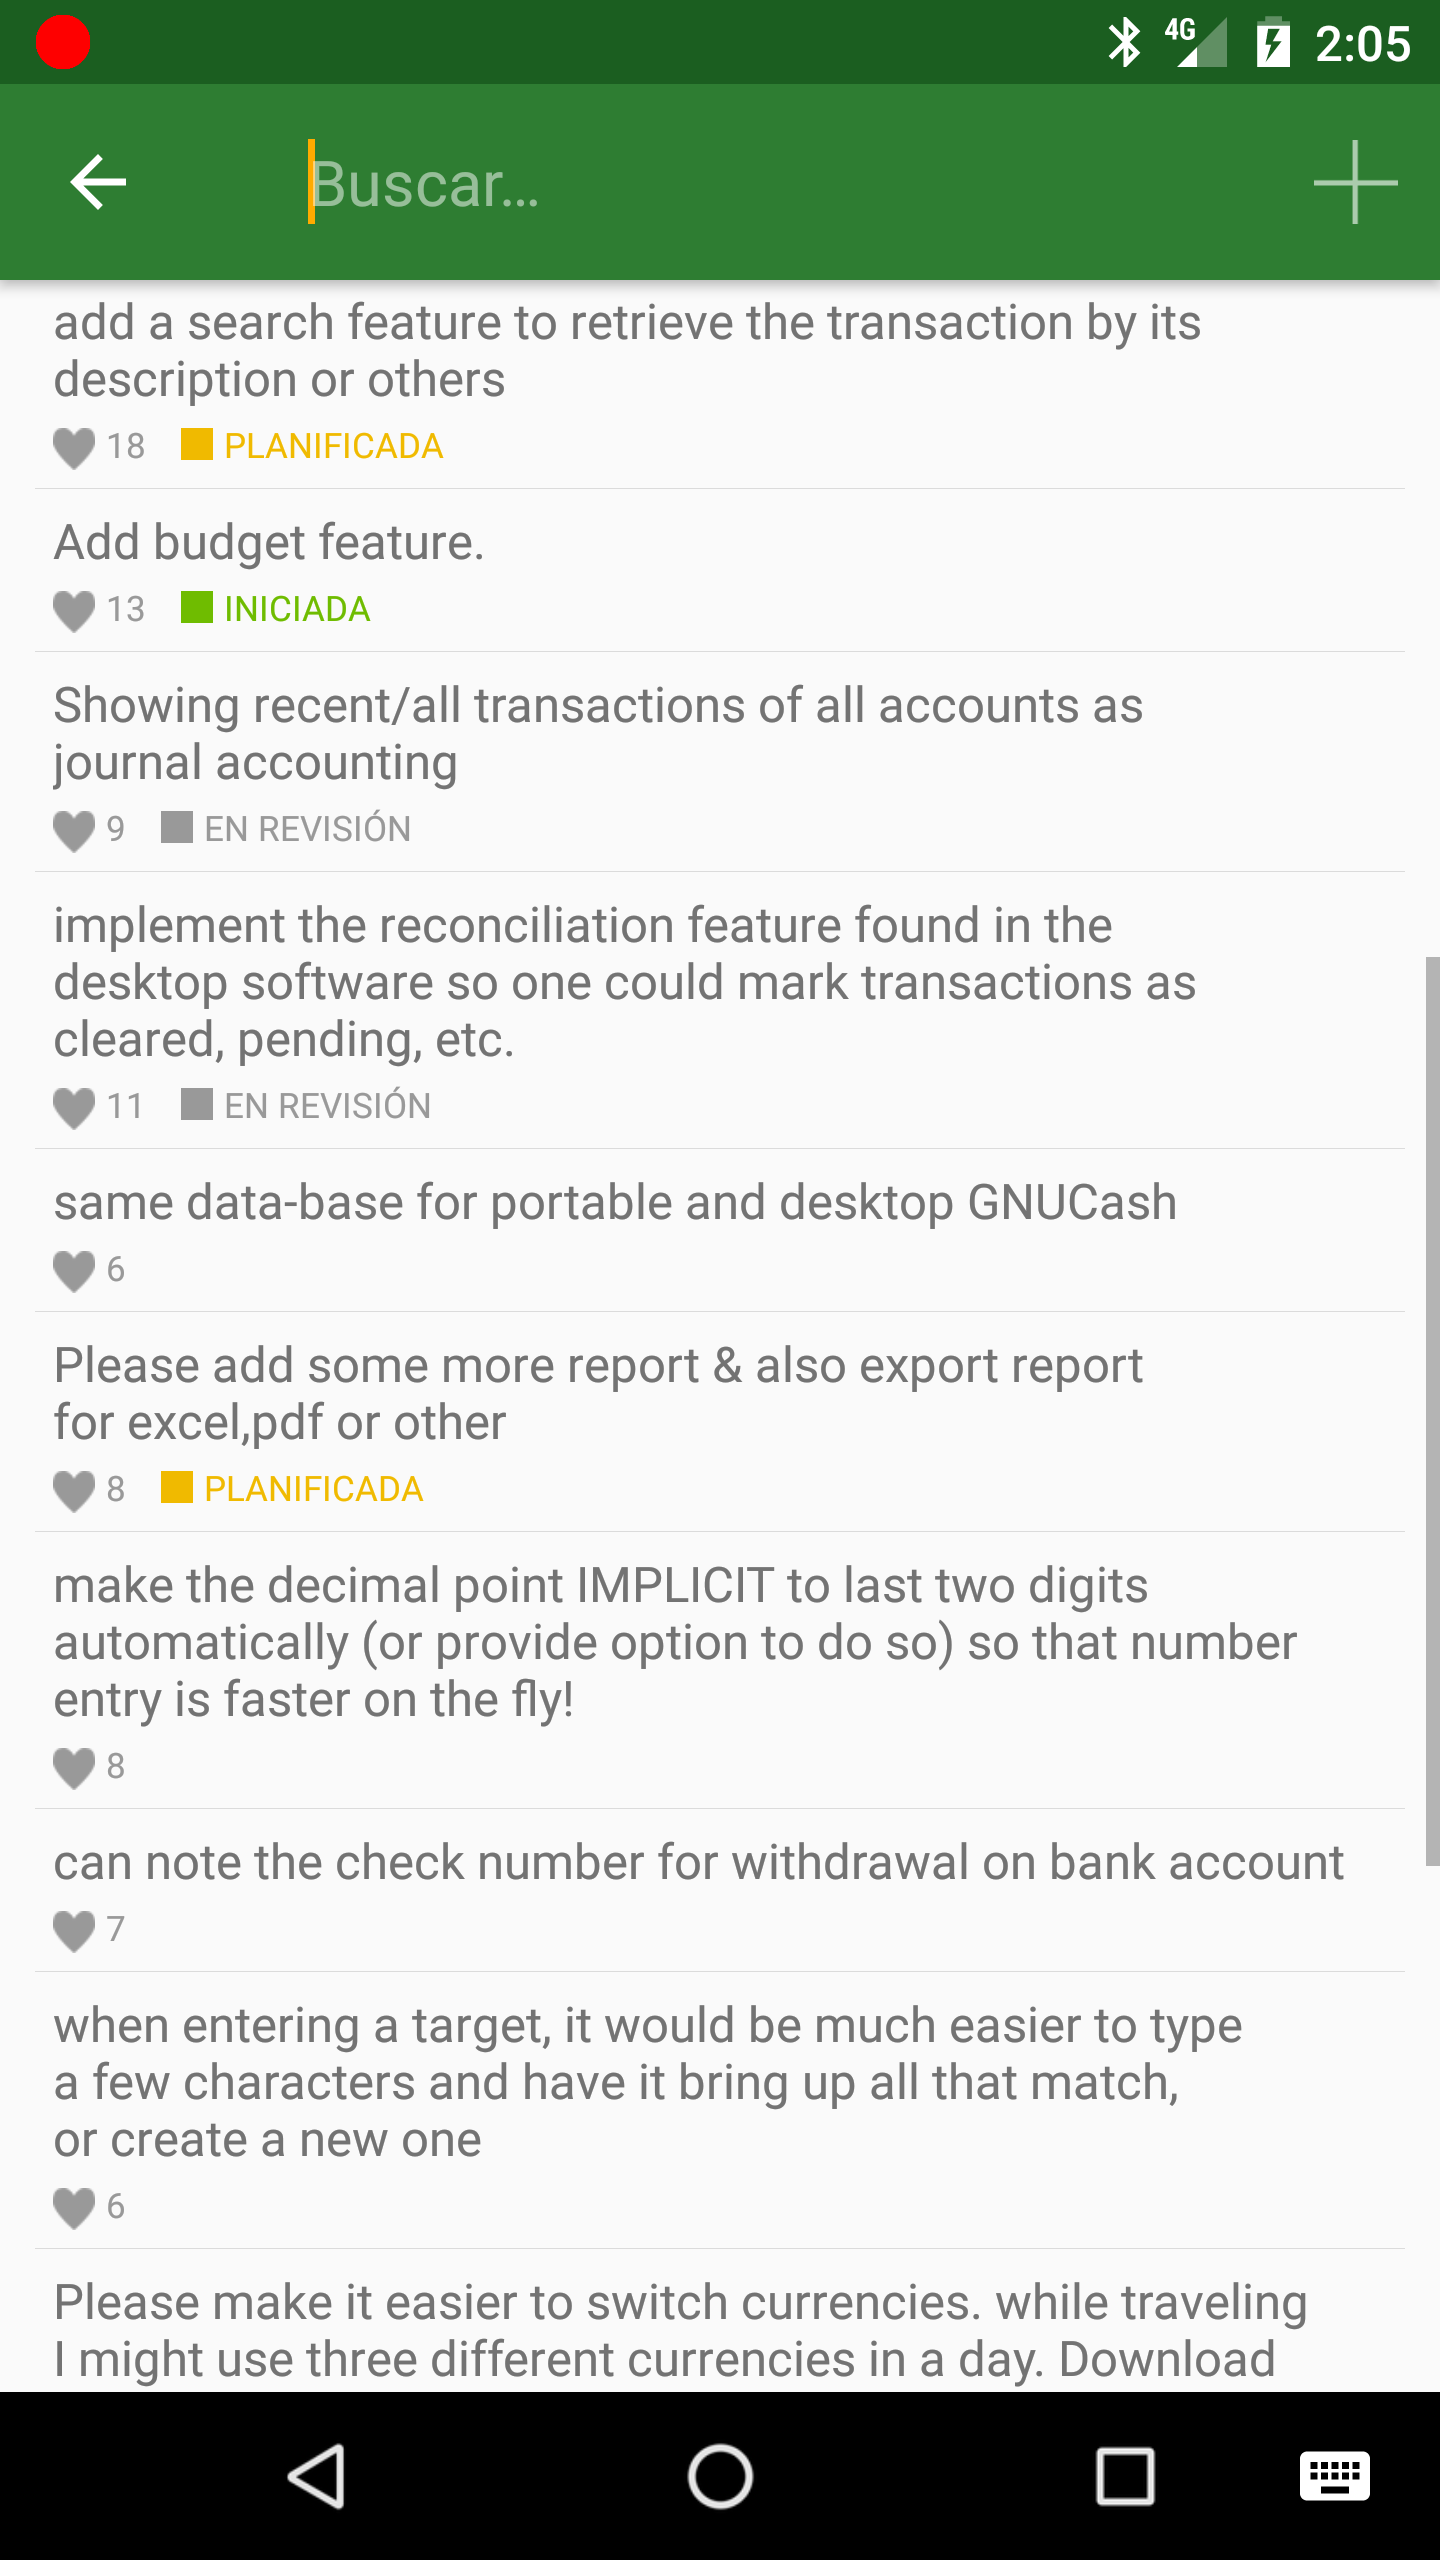 4G 2:05
Buscar...
add a search feature to retrieve the transaction by its
description or others
18 PLANIFICADA
Add budget feature.
13 INICIADA
Showing recent/all transactions of all accounts as
journal accounting
9 EN REVISIÓN
implement the reconciliation feature found in the
desktop software so one could mark transactions as
cleared, pending, etc.
11 EN REVISIÓN
same data-base for portable and desktop GNUCash
6
Please add some more report & also export report
for excel,pdf or other
8 PLANIFICADA
make the decimal point IMPLICIT to last two digits
automatically (or provide option to do so) so that number
entry is faster on the fly!
8
can note the check number for withdrawal on bank account
7
when entering a target, it would be much easier to type
a few characters and have it bring up all that match,
or create a new one
6
Please make it easier to switch currencies. while traveling
I might use three different currencies in a day. Download